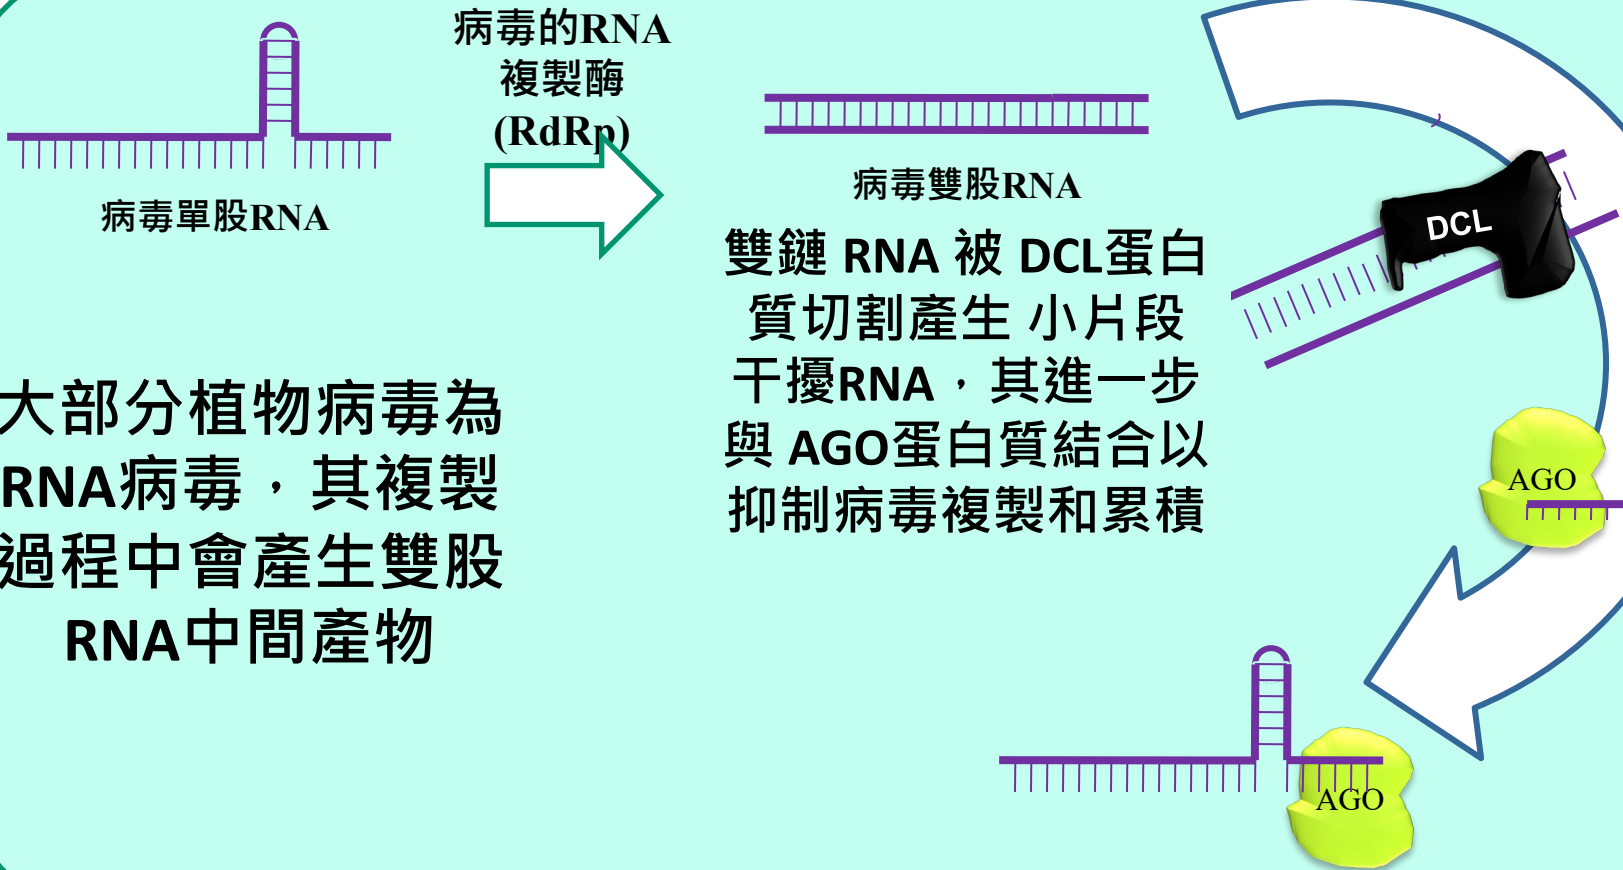 病毒的RNA
複製酶
(RdRp)
病毒單股RNA
病毒雙股RNA
雙鏈 RNA 被 DCL蛋白
質切割產生 小片段
干擾RNA，其進一步
與 AGO蛋白質結合以
抑制病毒複製和累積
大部分植物病毒為
RNA病毒，其複製
過程中會產生雙股
RNA中間產物
DCL
AGO
AGO